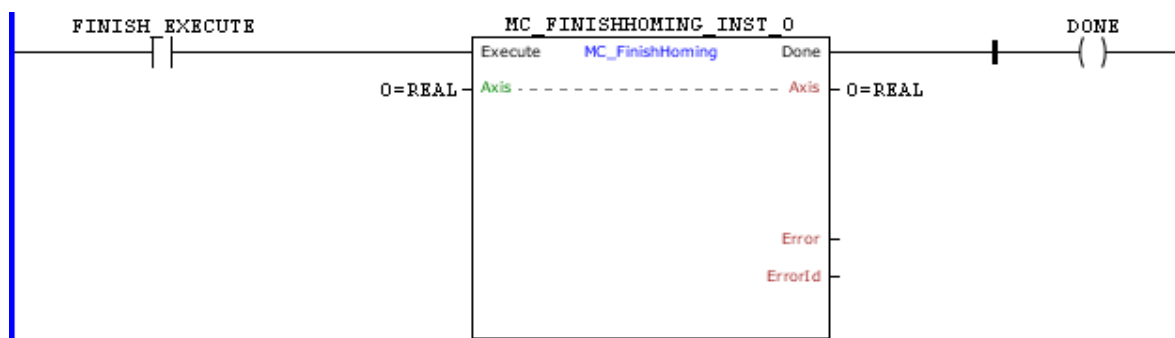 FINISH_EXECUTE
MC_FINISHHOMING_INST_0
DONE
Execute MC_FinishHoming Done
0=REAL Axis Axis 0=REAL
Error
ErrorId